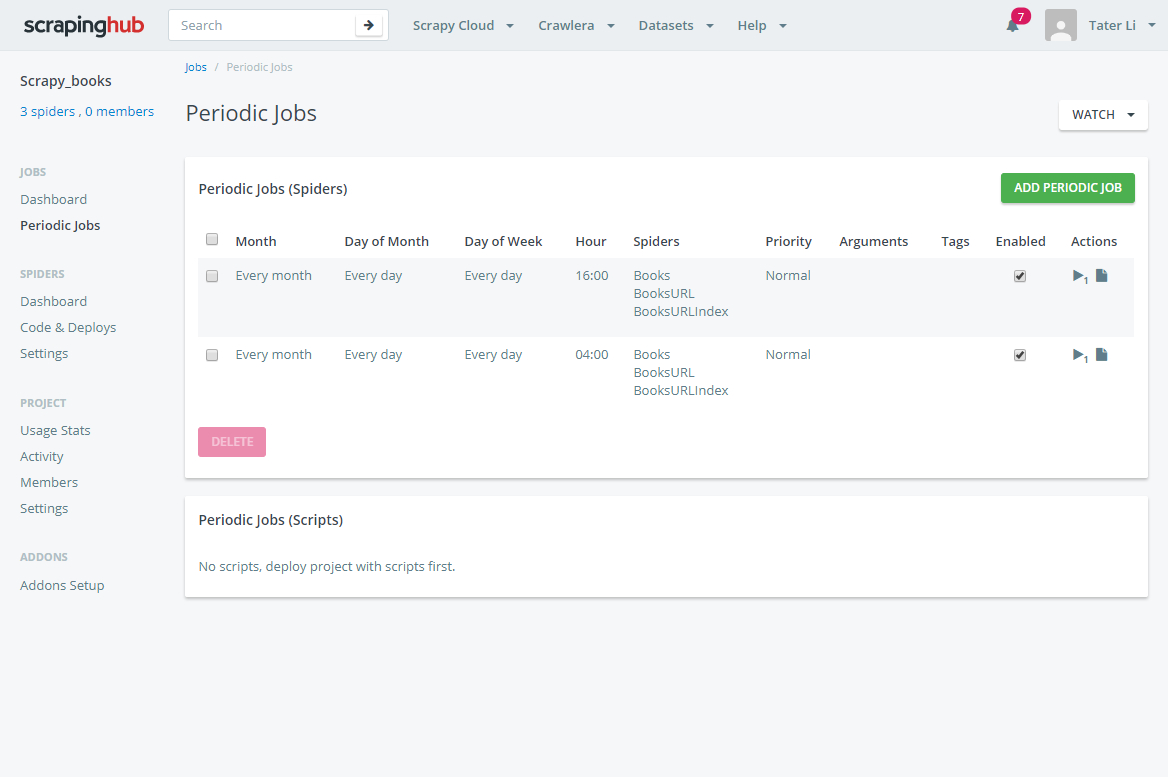 scrapinghub Search Scrapy Cloud Crawlera Datasets Help 7 Tater Li
Jobs / Periodic Jobs
Scrapy_books
3 spiders , 0 members
Periodic Jobs
WATCH
JOBS
Dashboard
Periodic Jobs
SPIDERS
Dashboard
Code & Deploys
Settings
PROJECT
Usage Stats
Activity
Members
Settings
ADDONS
Addons Setup
Periodic Jobs (Spiders)
ADD PERIODIC JOB
Month Day of Month Day of Week Hour Spiders Priority Arguments Tags Enabled Actions
Every month Every day Every day 16:00 Books Normal 1
BooksURL
BooksURLIndex
Every month Every day Every day 04:00 Books Normal 1
BooksURL
BooksURLIndex
DELETE
Periodic Jobs (Scripts)
No scripts, deploy project with scripts first.